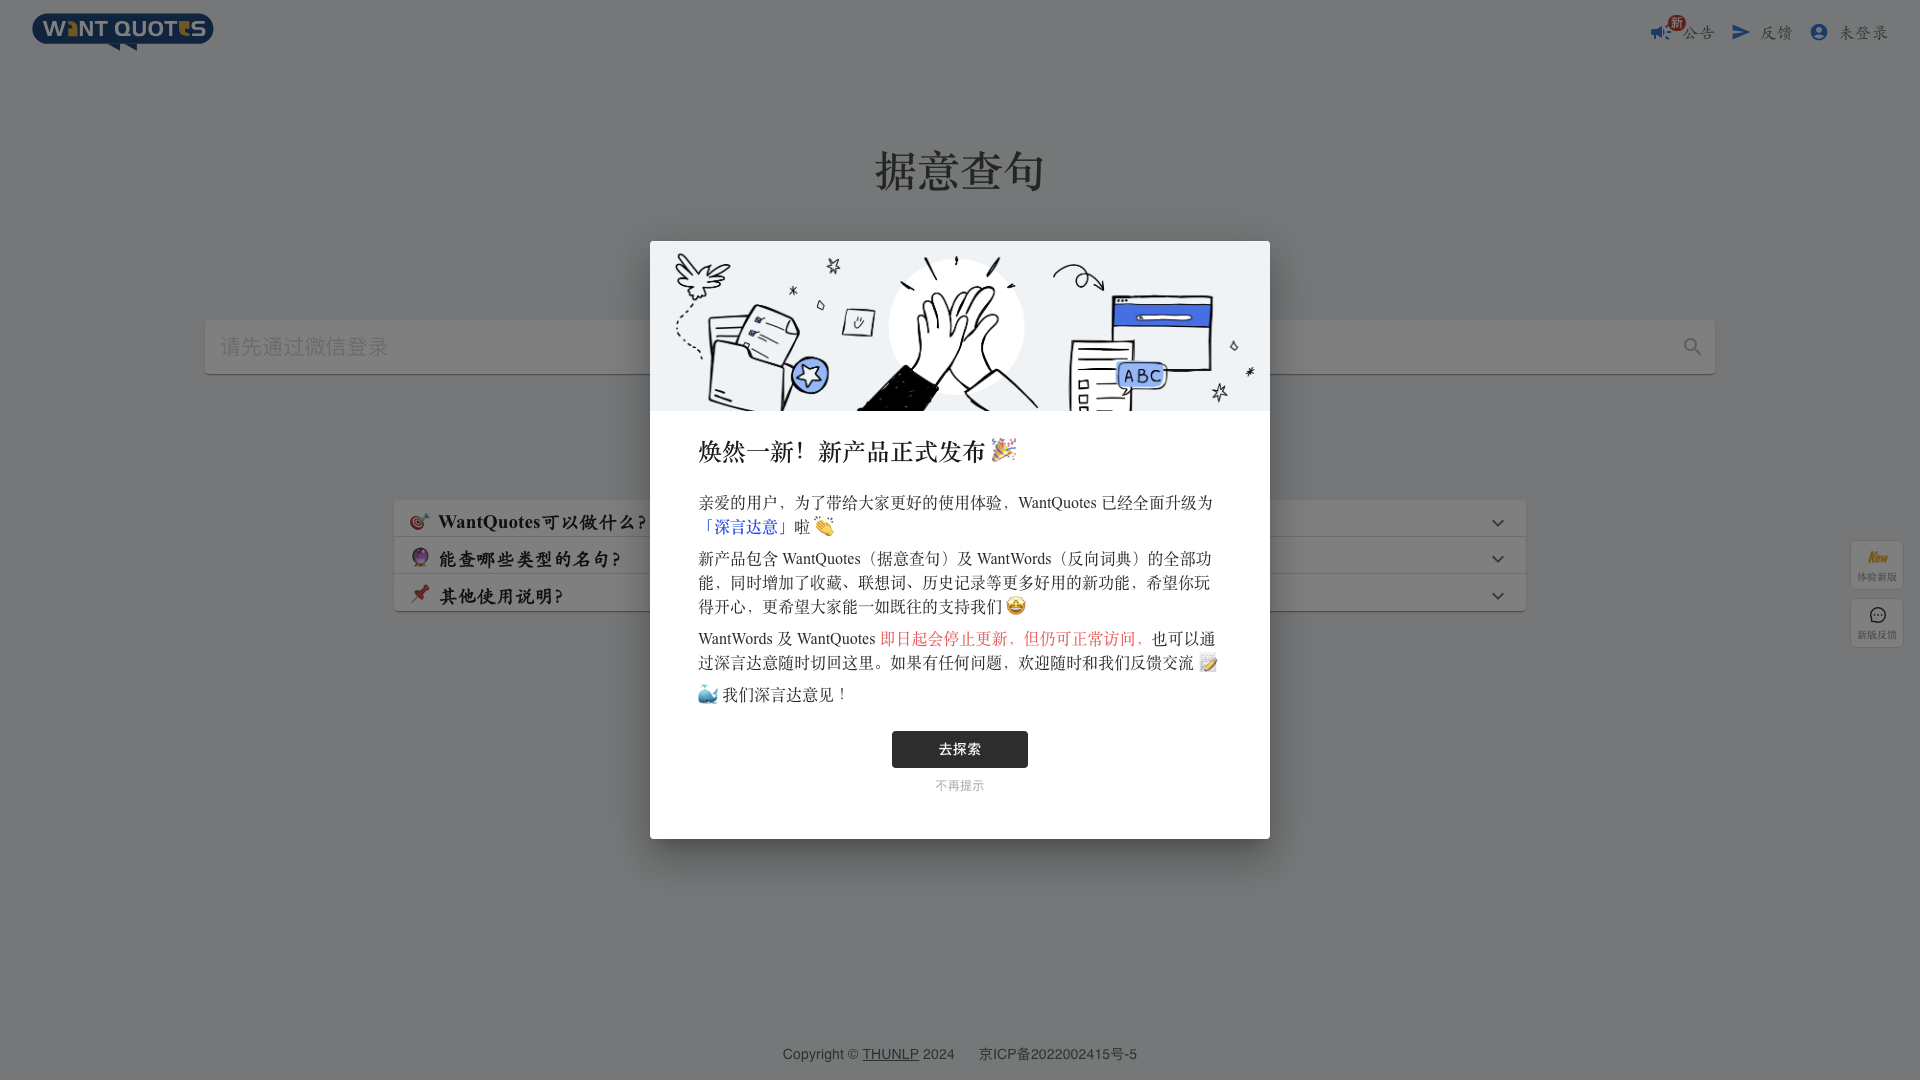 WANT QUOTES
新
公告
反馈
未登录
据意查句
请先通过微信登录
ABC
焕然一新！新产品正式发布🎉
亲爱的用户，为了带给大家更好的使用体验，WantQuotes 已经全面升级为
「深言达意」啦 👏
新产品包含 WantQuotes（据意查句）及 WantWords（反向词典）的全部功
能，同时增加了收藏、联想词、历史记录等更多好用的新功能，希望你玩
得开心，更希望大家能一如既往的支持我们 🤩
WantWords 及 WantQuotes 即日起会停止更新，但仍可正常访问，也可以通
过深言达意随时切回这里。如果有任何问题，欢迎随时和我们反馈交流 📝
🐳 我们深言达意见！
去探索
不再提示
🎯 WantQuotes可以做什么？
🔮 能查哪些类型的名句？
📌 其他使用说明？
New
体验新版
新版反馈
Copyright © THUNLP 2024 京ICP备2022002415号-5